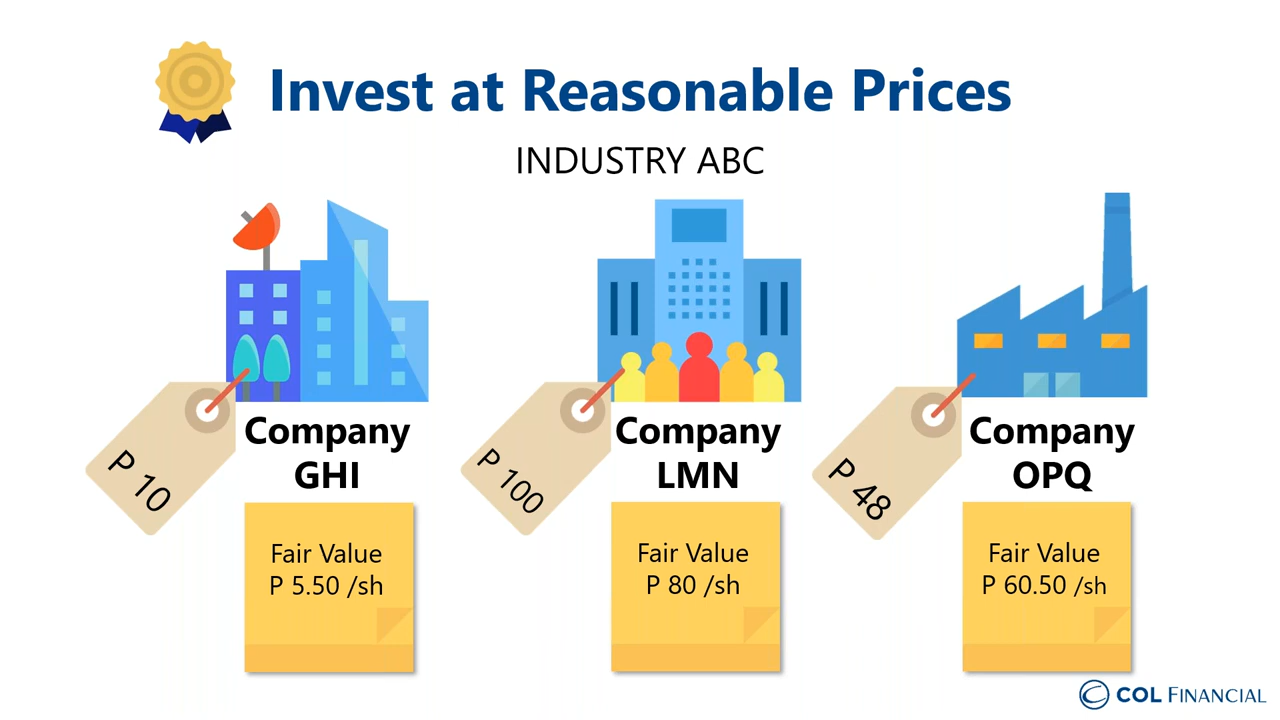 Invest at Reasonable Prices
INDUSTRY ABC
P 10
Company
GHI
Fair Value
P 5.50 /sh
P 100
Company
LMN
Fair Value
P 80 /sh
P 48
Company
OPQ
Fair Value
P 60.50 /sh
COL FINANCIAL